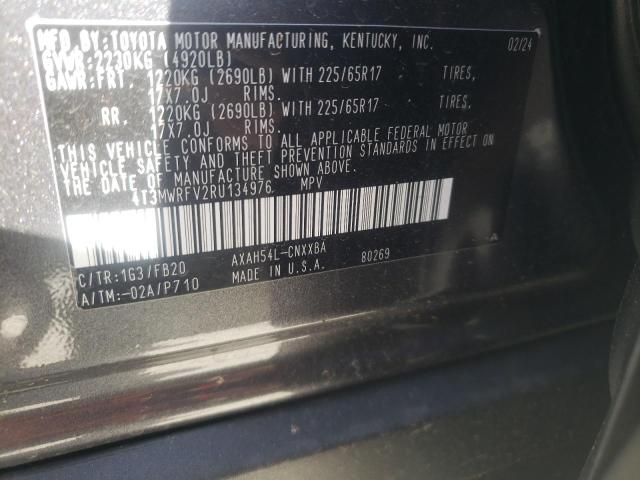 MFG.BY:TOYOTA MOTOR MANUFACTURING, KENTUCKY, INC. 02/24
GVWR:2230KG (4920LB)
GAWR:FRT. 1220KG (2690LB) WITH 225/65R17 TIRES,
17X7.0J RIMS.
RR. 1220KG (2690LB) WITH 225/65R17 TIRES,
17X7.0J RIMS.
THIS VEHICLE CONFORMS TO ALL APPLICABLE FEDERAL MOTOR
VEHICLE SAFETY AND THEFT PREVENTION STANDARDS IN EFFECT ON
THE DATE OF MANUFACTURE SHOWN ABOVE.
4T3MWRFV2RU134976 MPV
A
C/TR:1G3/FB20 AXAH54L-CNXXBA 80269
A/TM:-02A/P710 MADE IN U.S.A.